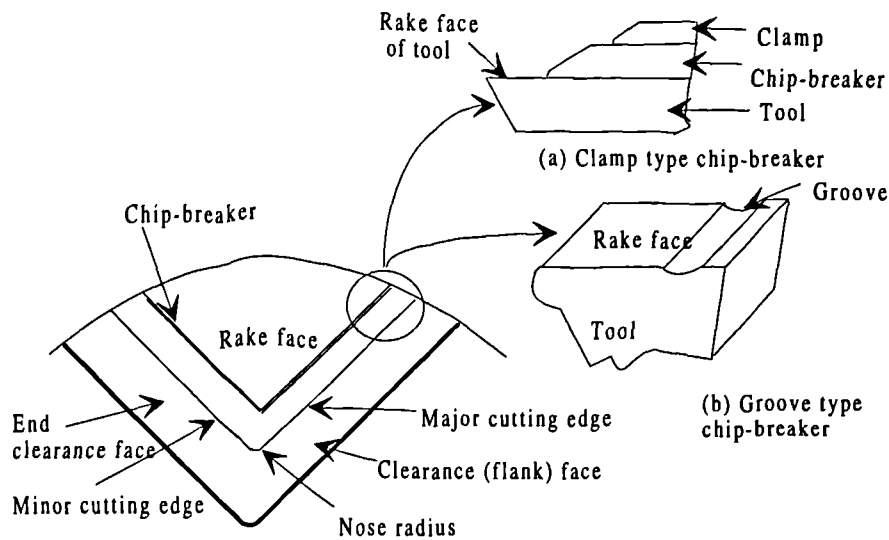 Rake face
of tool
Clamp
Chip-breaker
Tool
(a) Clamp type chip-breaker
Groove
Chip-breaker
Rake face
Rake face
Tool
(b) Groove type
chip-breaker
End
clearance face
Major cutting edge
Clearance (flank) face
Minor cutting edge
Nose radius